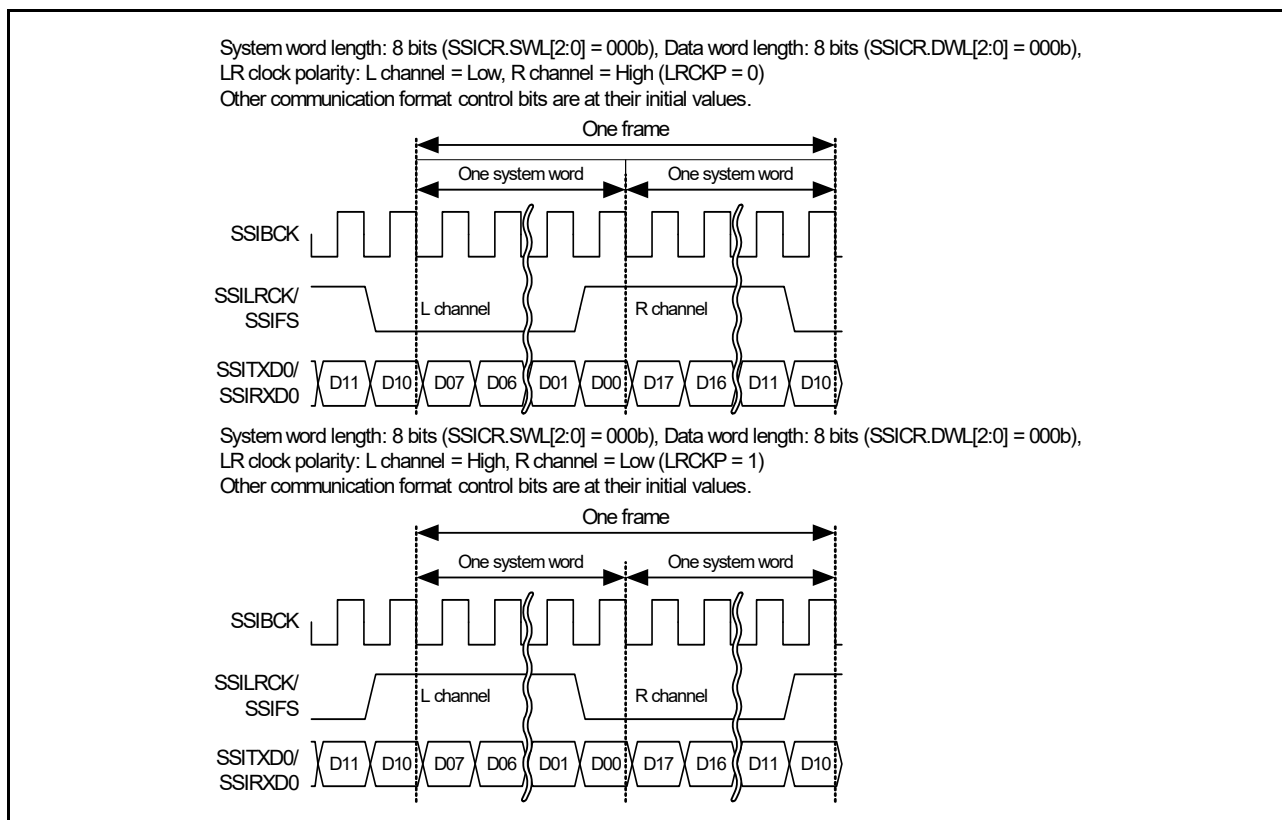 System word length: 8 bits (SSICR.SWL[2:0] = 000b), Data word length: 8 bits (SSICR.DWL[2:0] = 000b),
LR clock polarity: L channel = Low, R channel = High (LRCKP = 0)
Other communication format control bits are at their initial values.
One frame
One system word One system word
SSIBCK
SSILRCK/
SSIFS
L channel R channel
SSITXD0/
SSIRXD0
D11 D10 D07 D06 D01 D00 D17 D16 D11 D10
System word length: 8 bits (SSICR.SWL[2:0] = 000b), Data word length: 8 bits (SSICR.DWL[2:0] = 000b),
LR clock polarity: L channel = High, R channel = Low (LRCKP = 1)
Other communication format control bits are at their initial values.
One frame
One system word One system word
SSIBCK
SSILRCK/
SSIFS
L channel R channel
SSITXD0/
SSIRXD0
D11 D10 D07 D06 D01 D00 D17 D16 D11 D10